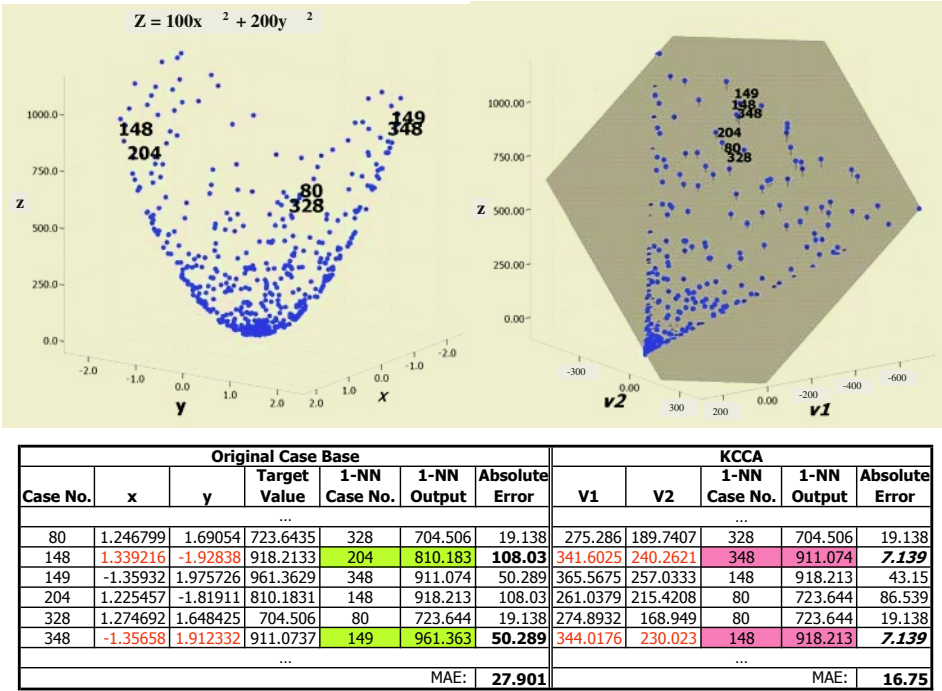 Z = 100x 2 + 200y 2
1000.0
750.0
500.0
250.0
0.0
z
148
204
149
348
80
328
-2.0
-1.0
0.0
1.0
2.0
y
2.0
1.0
0.0
-1.0
-2.0
x
1000.00
750.00
500.00
250.00
0.00
z
149
148
348
204
80
328
-300
0.00
300
v2
200
0.00
-200
-400
-600
v1
Original Case Base KCCA
Case No. x y Target Value 1-NN Case No. 1-NN Output Absolute Error V1 V2 1-NN Case No. 1-NN Output Absolute Error
... ...
80 1.246799 1.69054 723.6435 328 704.506 19.138 275.286 189.7407 328 704.506 19.138
148 1.339216 -1.92838 918.2133 204 810.183 108.03 341.6025 240.2621 348 911.074 7.139
149 -1.35932 1.975726 961.3629 348 911.074 50.289 365.5675 257.0333 148 918.213 43.15
204 1.225457 -1.81911 810.1831 148 918.213 108.03 261.0379 215.4208 80 723.644 86.539
328 1.274692 1.648425 704.506 80 723.644 19.138 274.8932 168.949 80 723.644 19.138
348 -1.35658 1.912332 911.0737 149 961.363 50.289 344.0176 230.023 148 918.213 7.139
... ...
MAE: 27.901 MAE: 16.75